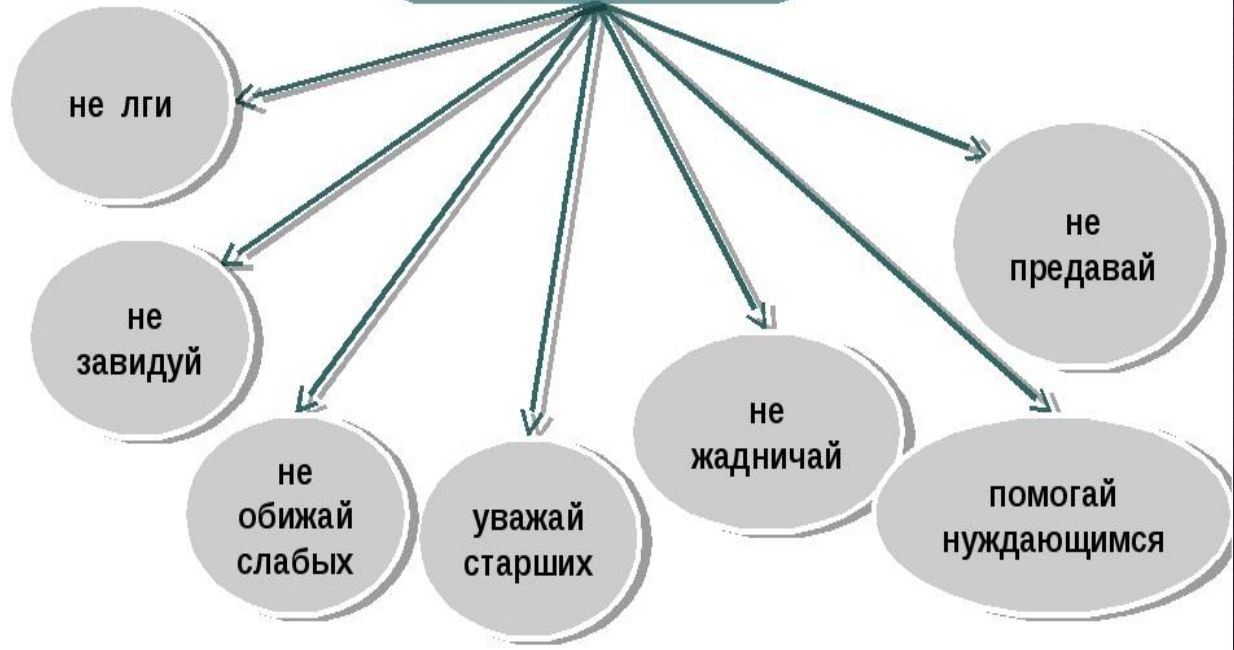 не лги
не
завидуй
не
обижай
слабых
уважай
старших
не
жадничай
помогай
нуждающимся
не
предавай